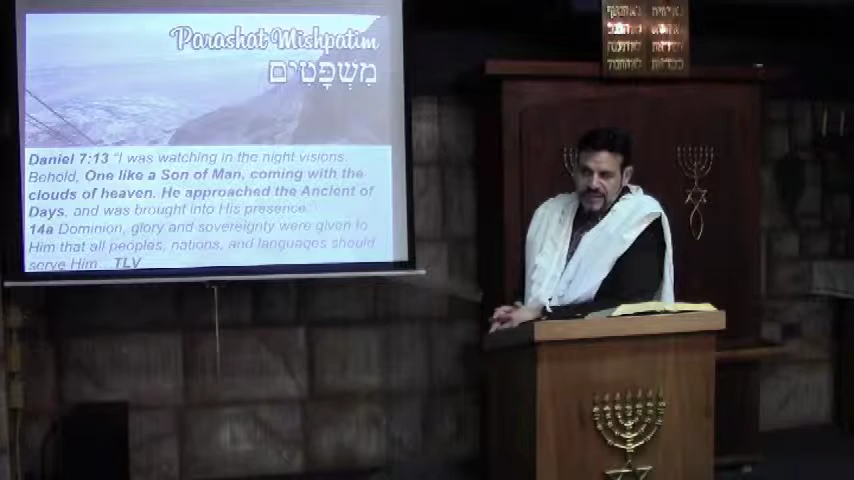 Parashat Mishpatim
מִשְׁפָּטִים
Daniel 7:13 "I was watching in the night visions.
Behold, One like a Son of Man, coming with the
clouds of heaven. He approached the Ancient of
Days, and was brought into His presence."
14a Dominion, glory and sovereignty were given to
Him that all peoples, nations, and languages should
serve Him. TLV